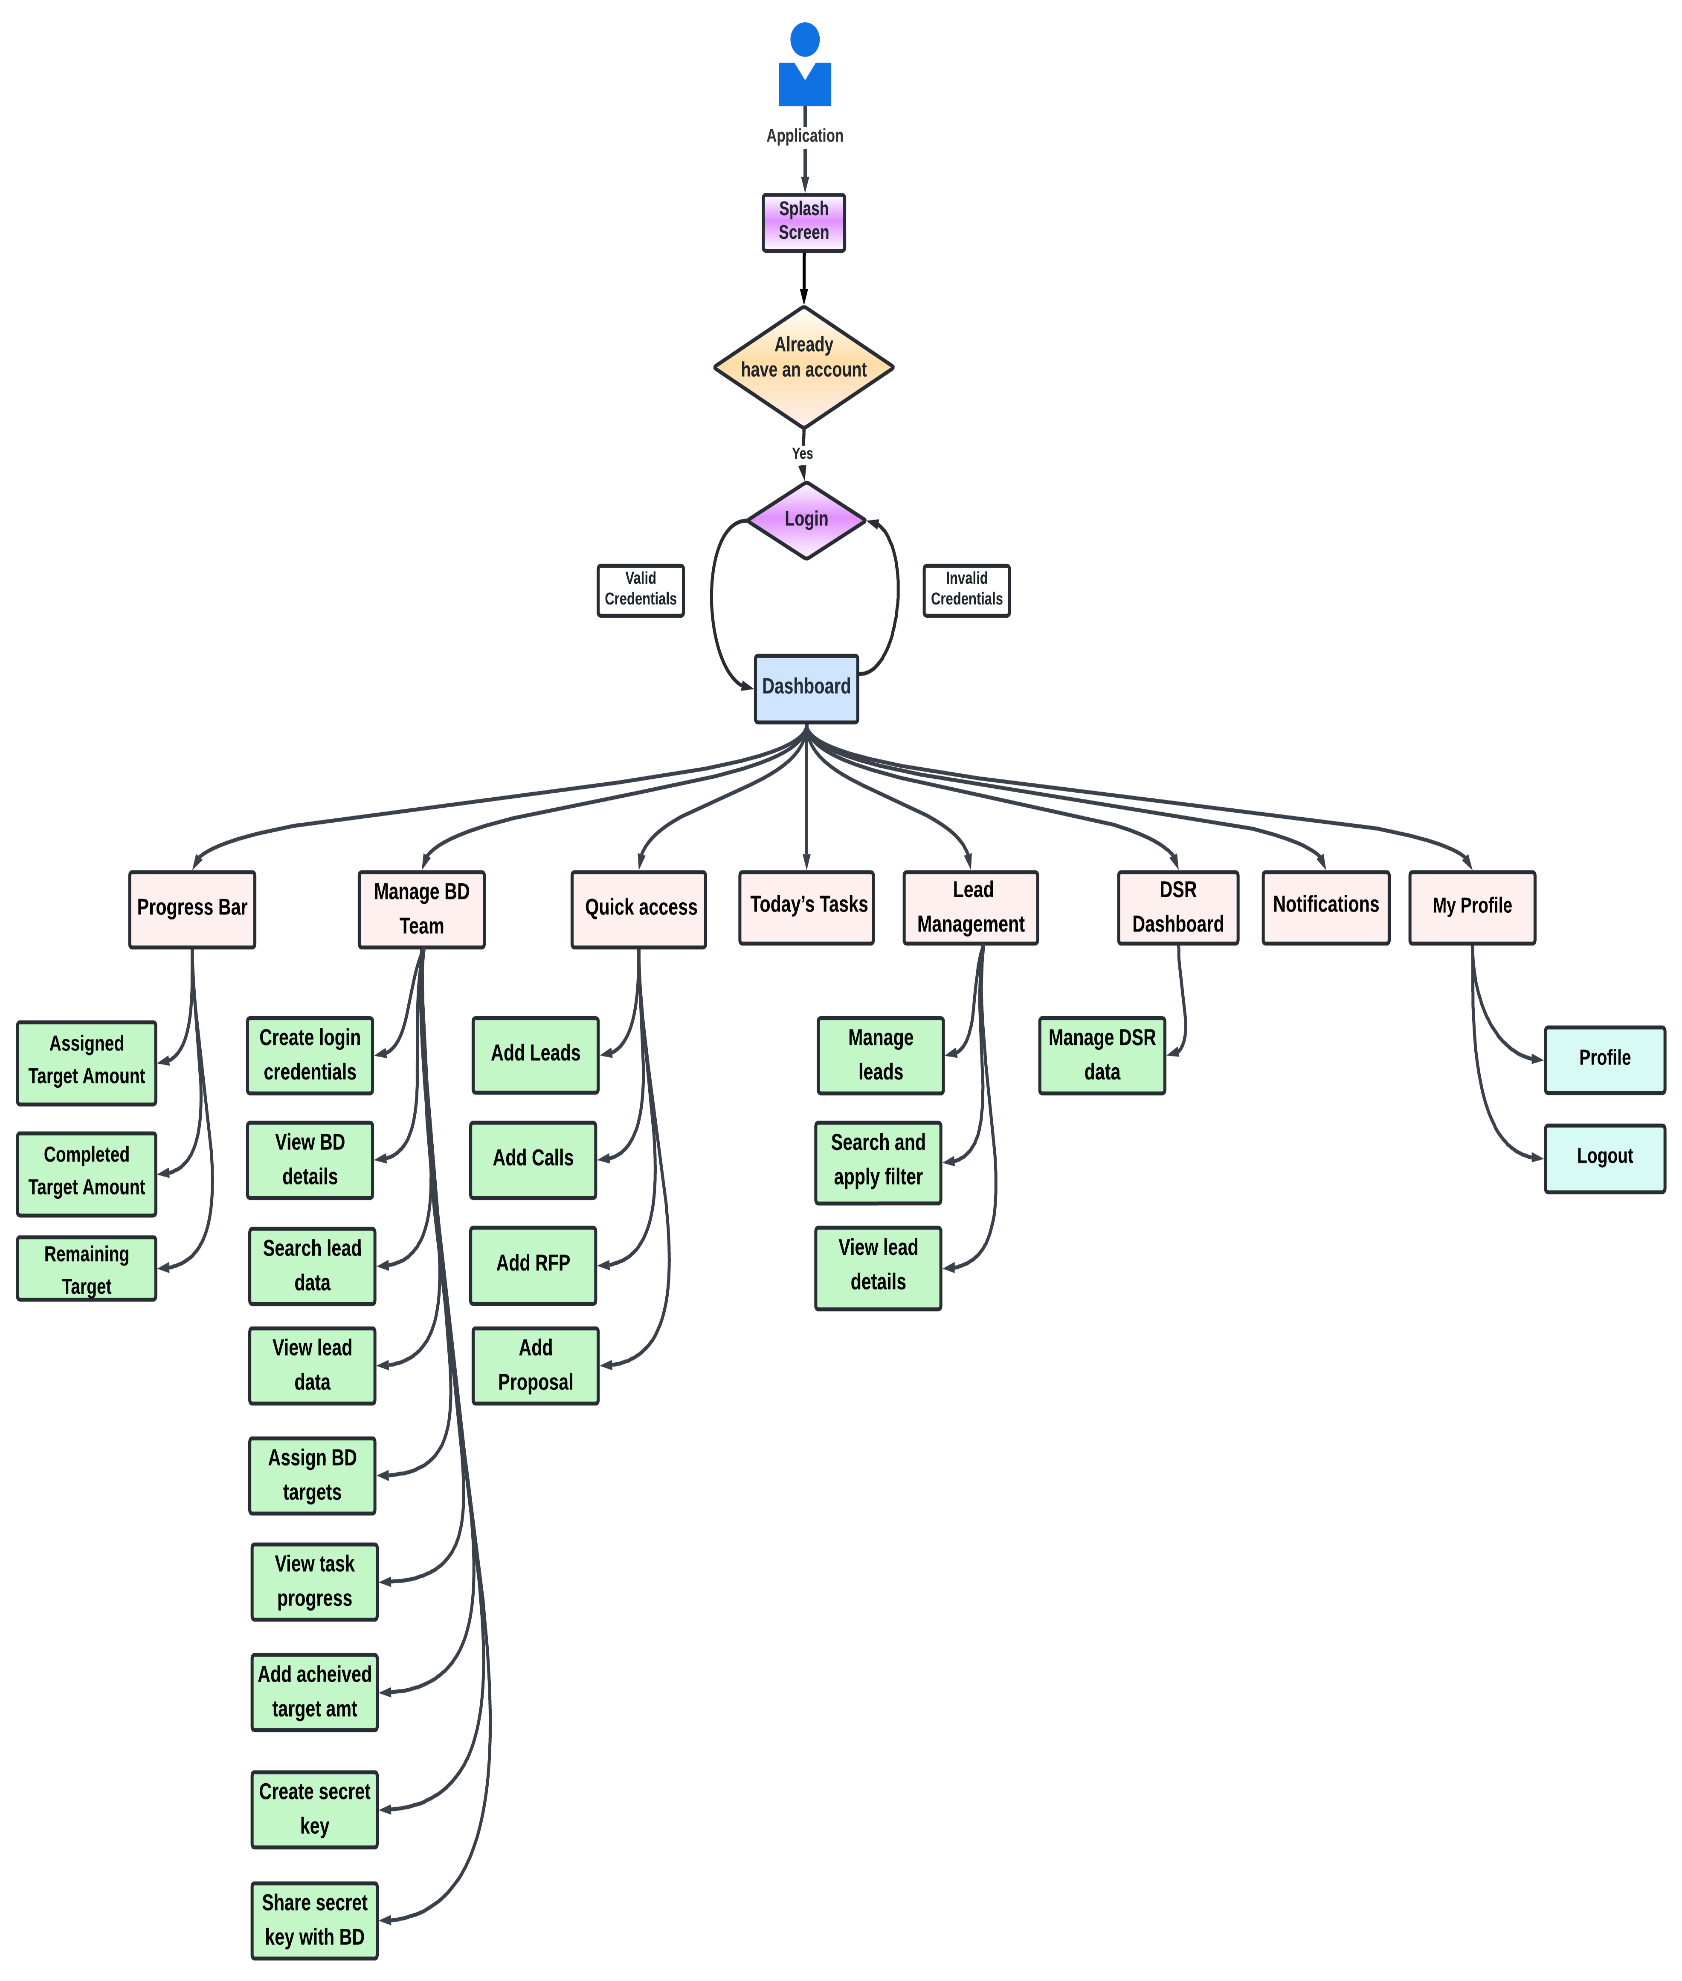 Application
Splash
Screen
Already
have an account
Yes
Login
Valid
Credentials
Invalid
Credentials
Dashboard
Progress Bar
Manage BD
Team
Quick access
Today's Tasks
Lead
Management
DSR
Dashboard
Notifications
My Profile
Assigned
Target Amount
Completed
Target Amount
Remaining
Target
Create login
credentials
View BD
details
Search lead
data
View lead
data
Assign BD
targets
View task
progress
Add acheived
target amt
Create secret
key
Share secret
key with BD
Add Leads
Add Calls
Add RFP
Add
Proposal
Manage
leads
Search and
apply filter
View lead
details
Manage DSR
data
Profile
Logout